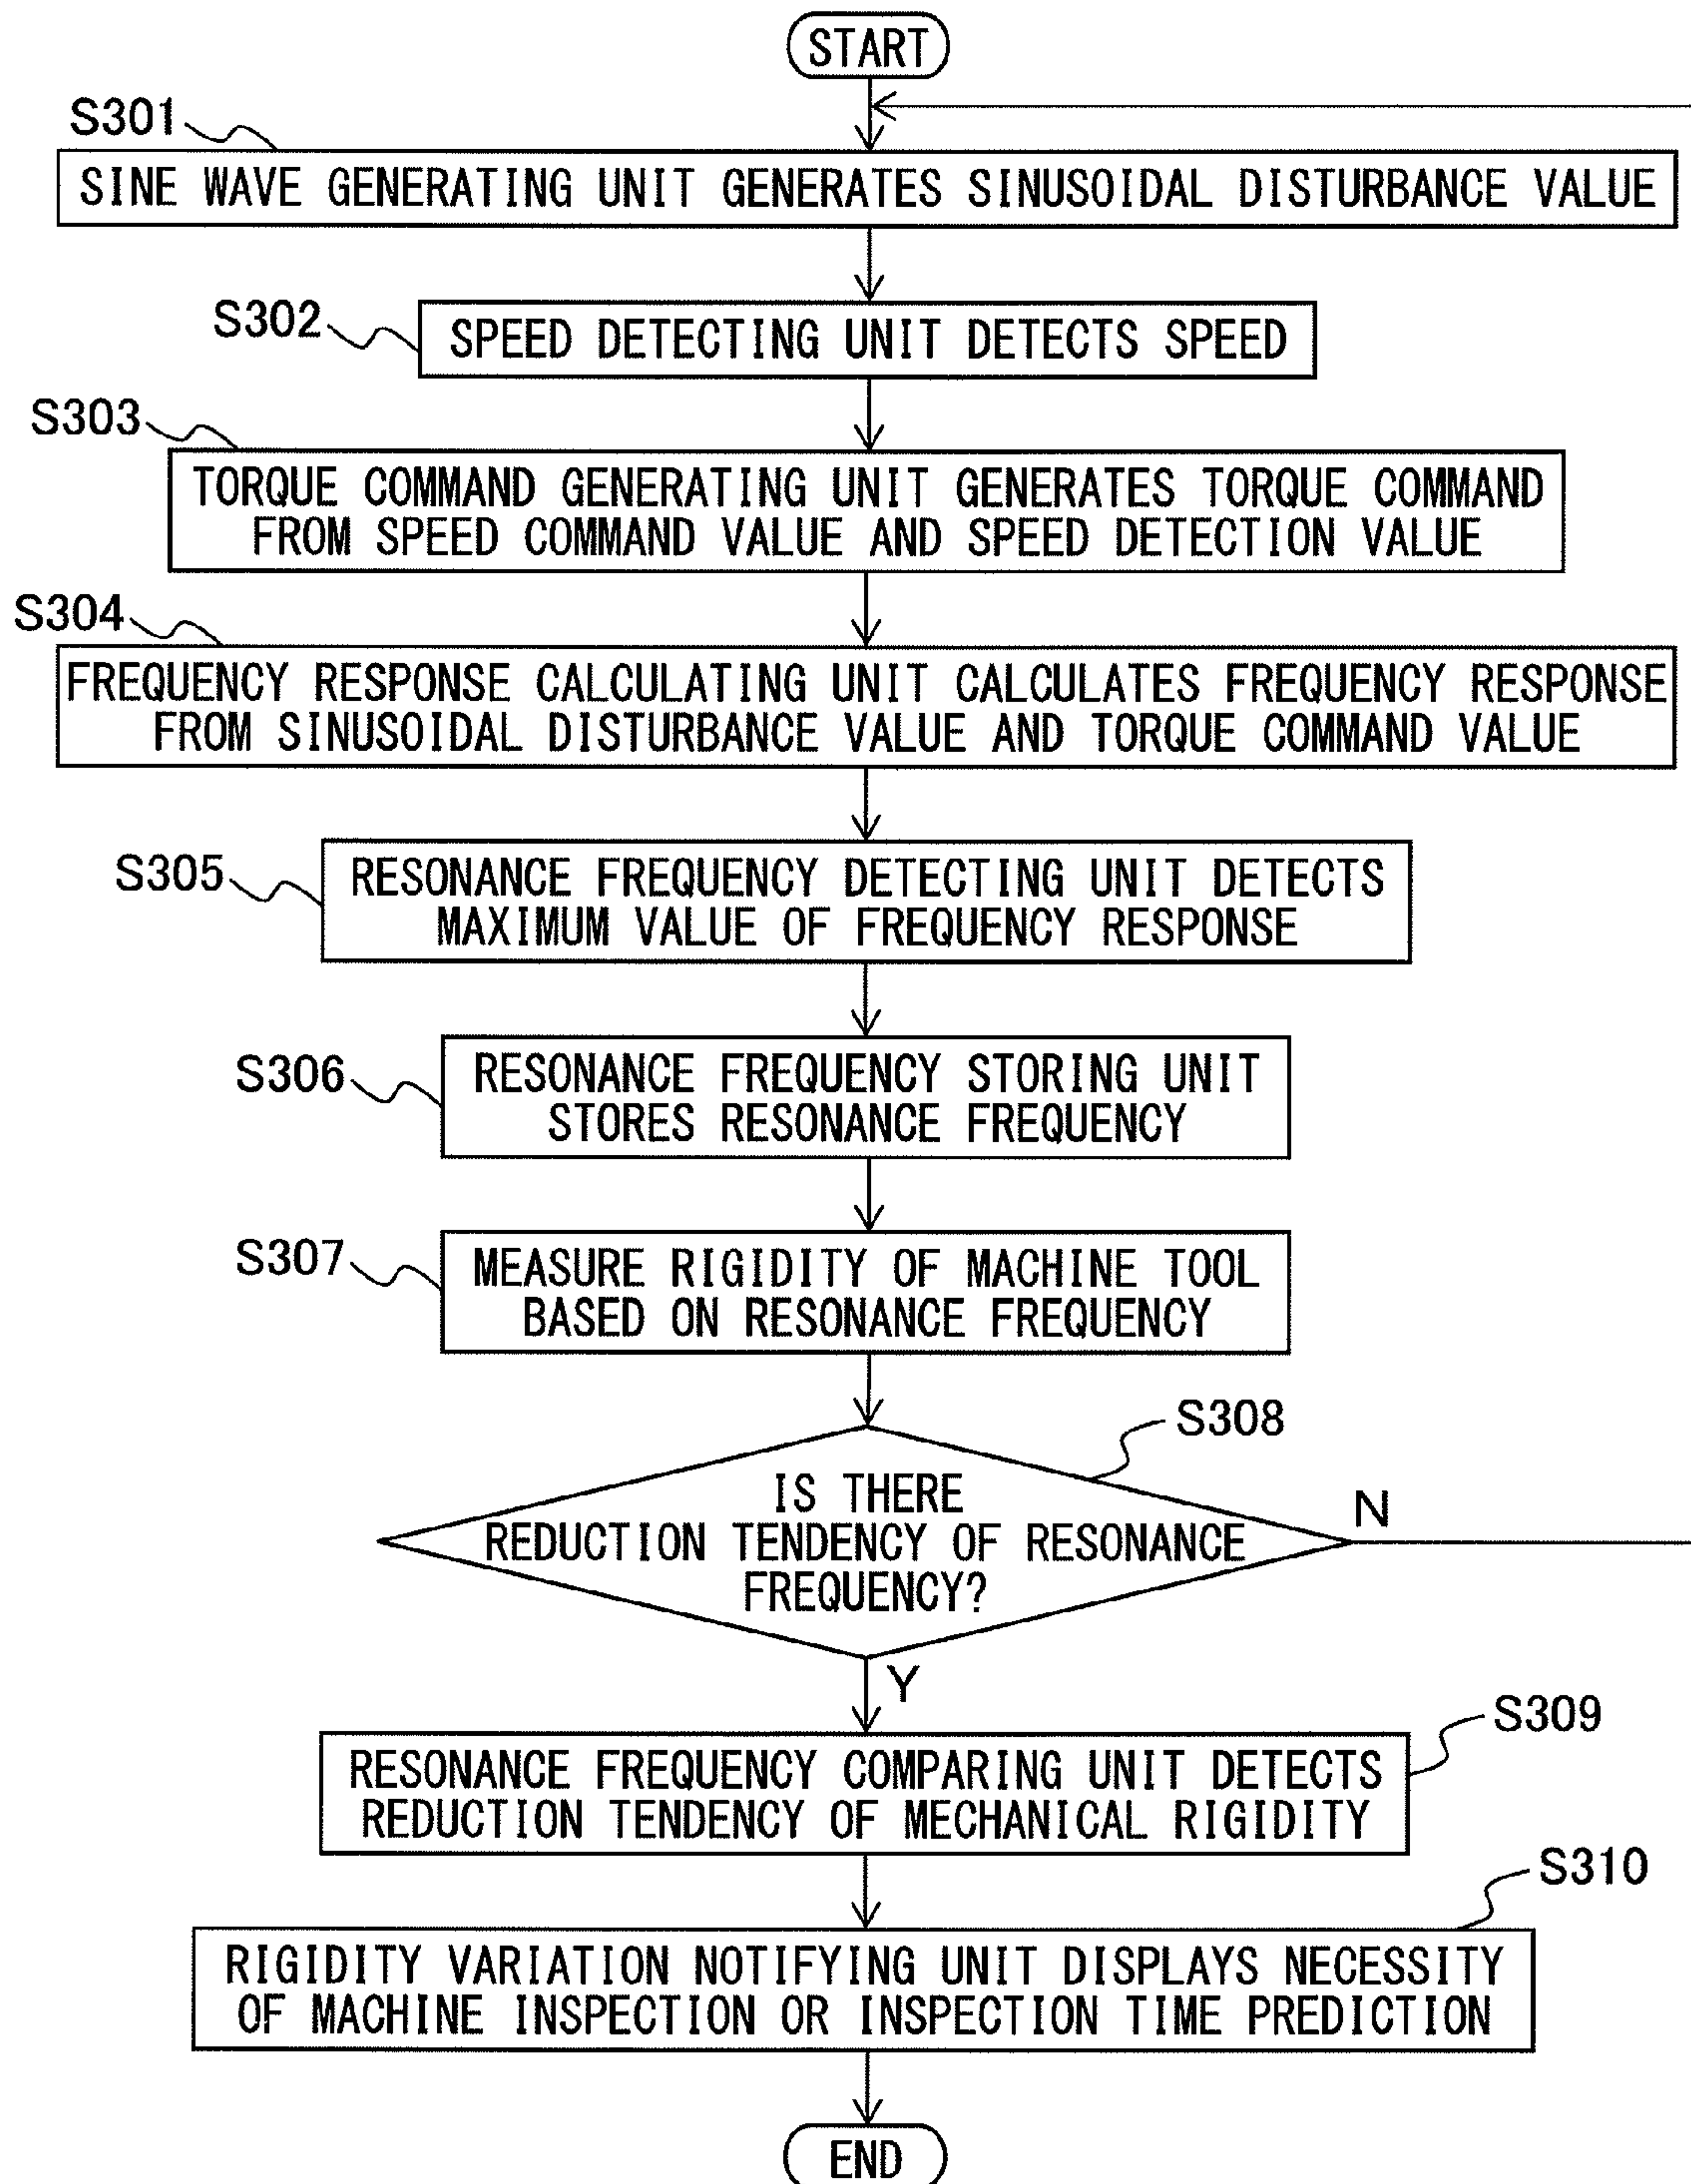 START
S301
SINE WAVE GENERATING UNIT GENERATES SINUSOIDAL DISTURBANCE VALUE
S302
SPEED DETECTING UNIT DETECTS SPEED
S303
TORQUE COMMAND GENERATING UNIT GENERATES TORQUE COMMAND
FROM SPEED COMMAND VALUE AND SPEED DETECTION VALUE
S304
FREQUENCY RESPONSE CALCULATING UNIT CALCULATES FREQUENCY RESPONSE
FROM SINUSOIDAL DISTURBANCE VALUE AND TORQUE COMMAND VALUE
S305
RESONANCE FREQUENCY DETECTING UNIT DETECTS
MAXIMUM VALUE OF FREQUENCY RESPONSE
S306
RESONANCE FREQUENCY STORING UNIT
STORES RESONANCE FREQUENCY
S307
MEASURE RIGIDITY OF MACHINE TOOL
BASED ON RESONANCE FREQUENCY
S308
IS THERE
REDUCTION TENDENCY OF RESONANCE
FREQUENCY?
N
Y
S309
RESONANCE FREQUENCY COMPARING UNIT DETECTS
REDUCTION TENDENCY OF MECHANICAL RIGIDITY
S310
RIGIDITY VARIATION NOTIFYING UNIT DISPLAYS NECESSITY
OF MACHINE INSPECTION OR INSPECTION TIME PREDICTION
END